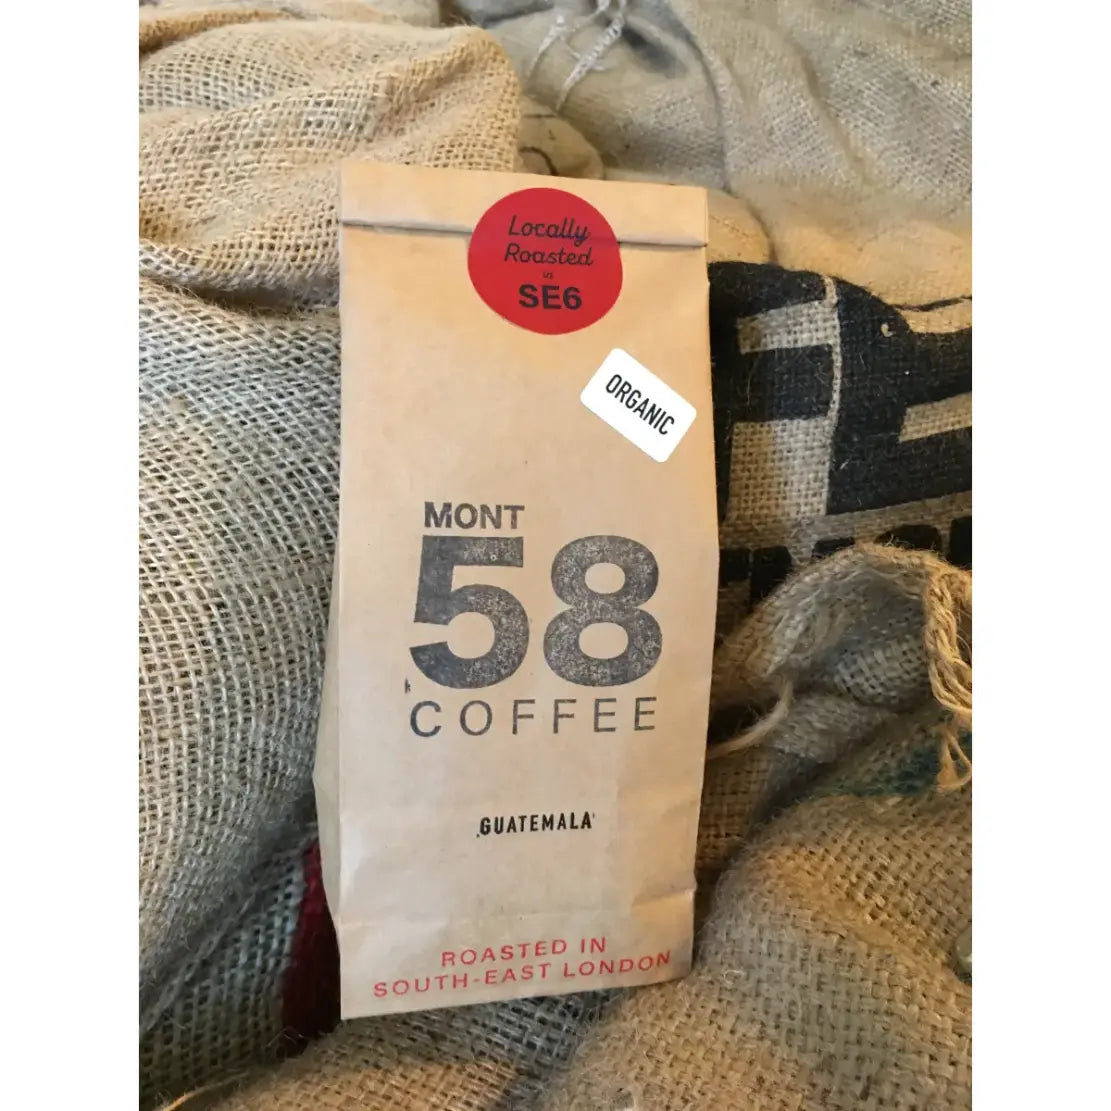 Locally
Roasted
in
SE6
ORGANIC
MONT
58
COFFEE
GUATEMALA
ROASTED IN
SOUTH-EAST LONDON